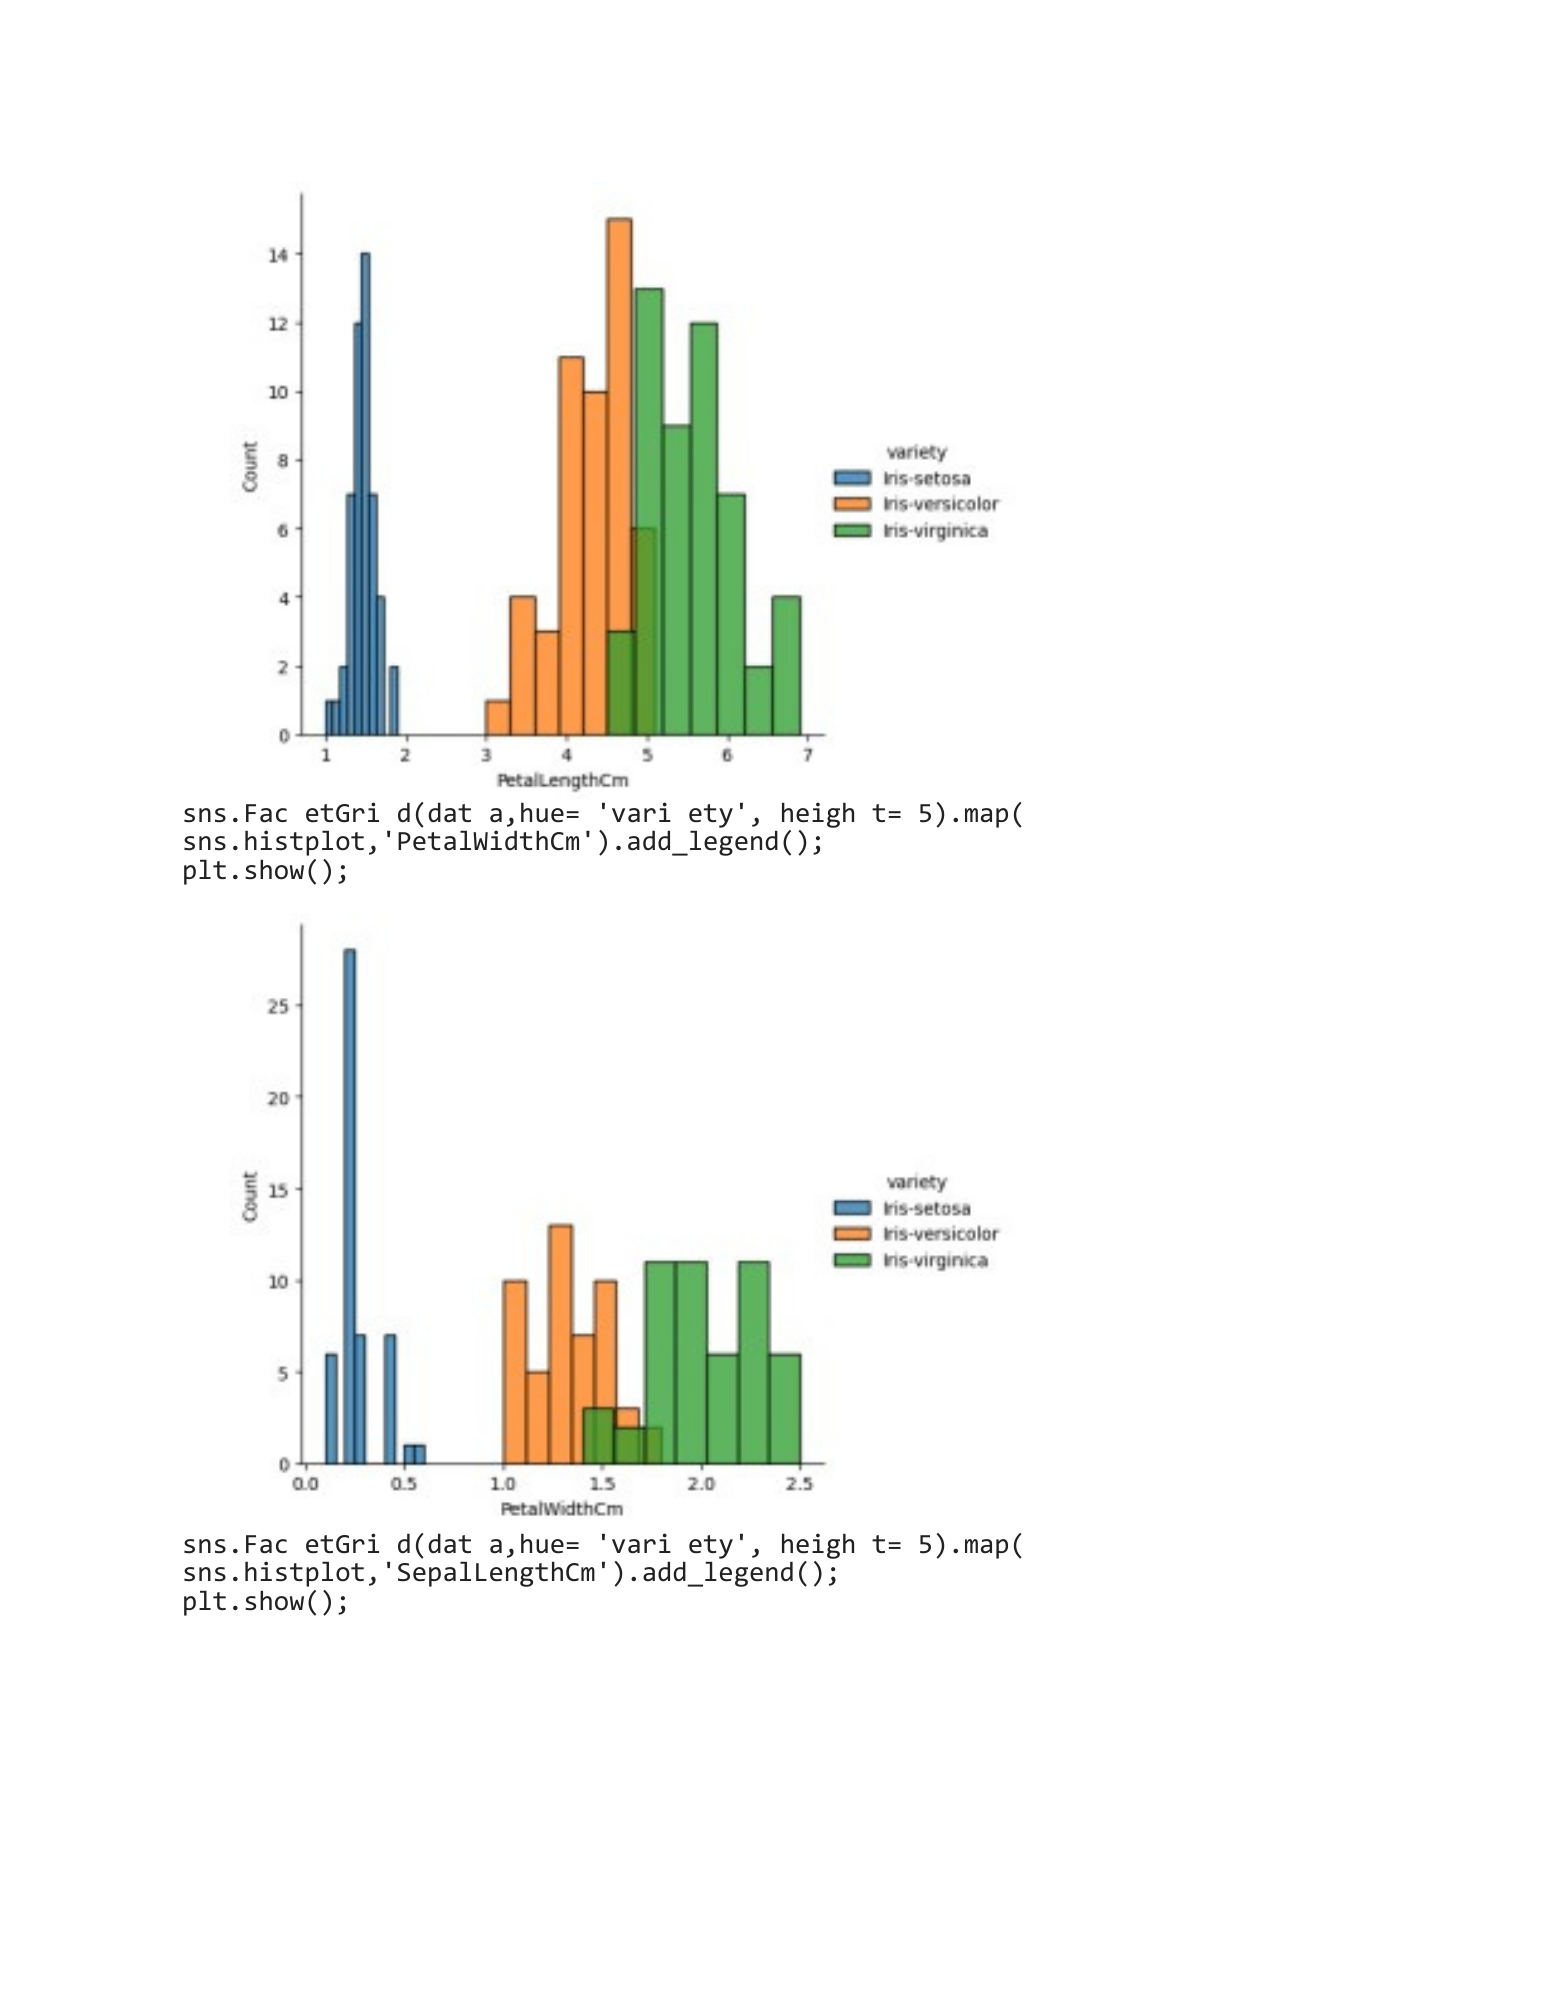 14
12
10
8
6
4
2
0
Count
1 2 3 4 5 6 7
PetalLengthCm
variety
Iris-setosa
Iris-versicolor
Iris-virginica
sns.Fac etGri d(dat a,hue= 'vari ety', heigh t= 5).map(
sns.histplot,'PetalWidthCm').add_legend();
plt.show();
25
20
15
10
5
0
Count
0.0 0.5 1.0 1.5 2.0 2.5
PetalWidthCm
variety
Iris-setosa
Iris-versicolor
Iris-virginica
sns.Fac etGri d(dat a,hue= 'vari ety', heigh t= 5).map(
sns.histplot,'SepalLengthCm').add_legend();
plt.show();